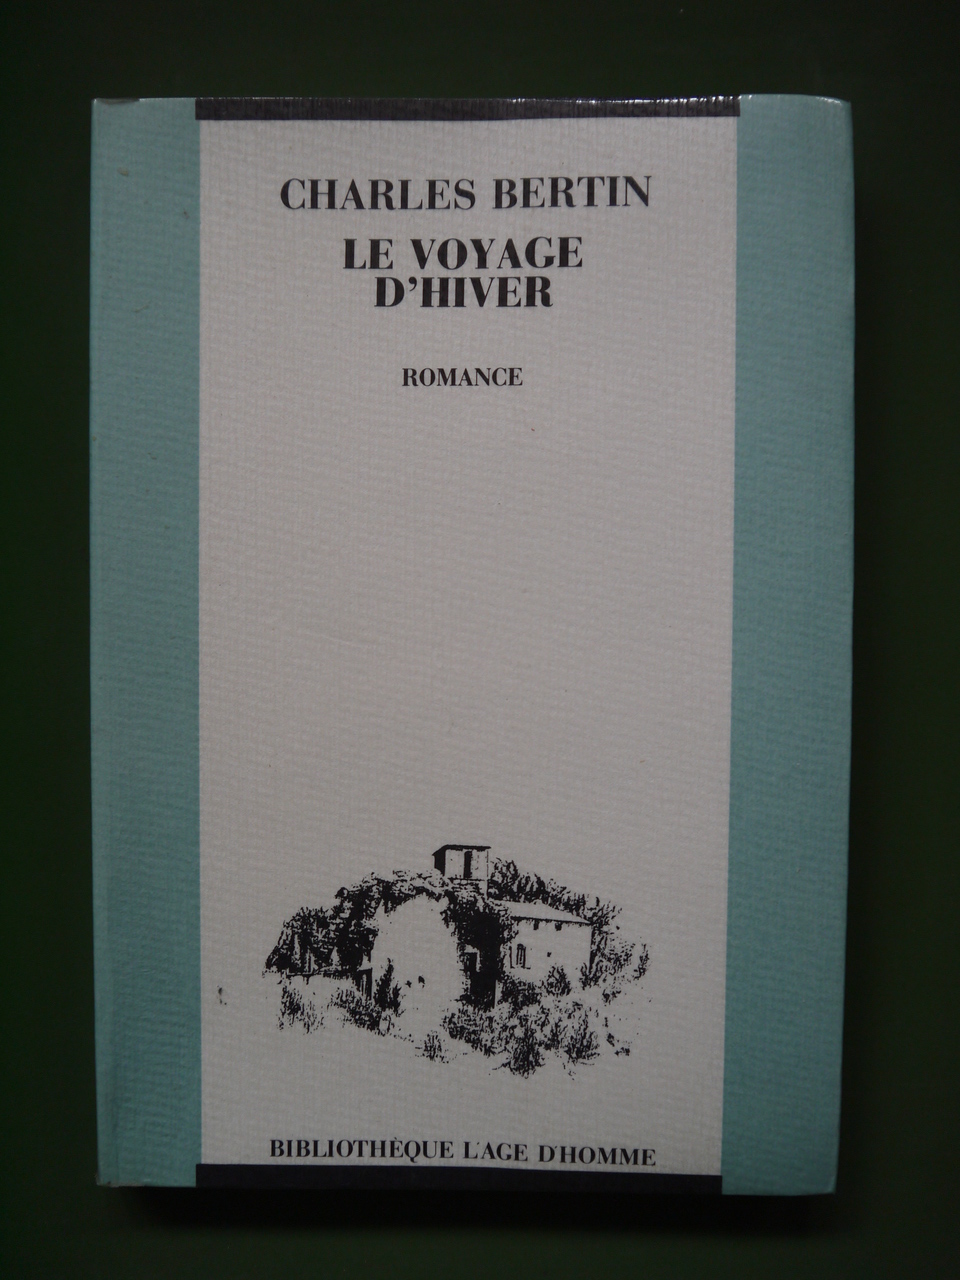 CHARLES BERTIN
LE VOYAGE
D'HIVER
ROMANCE
BIBLIOTHÈQUE L'AGE D'HOMME